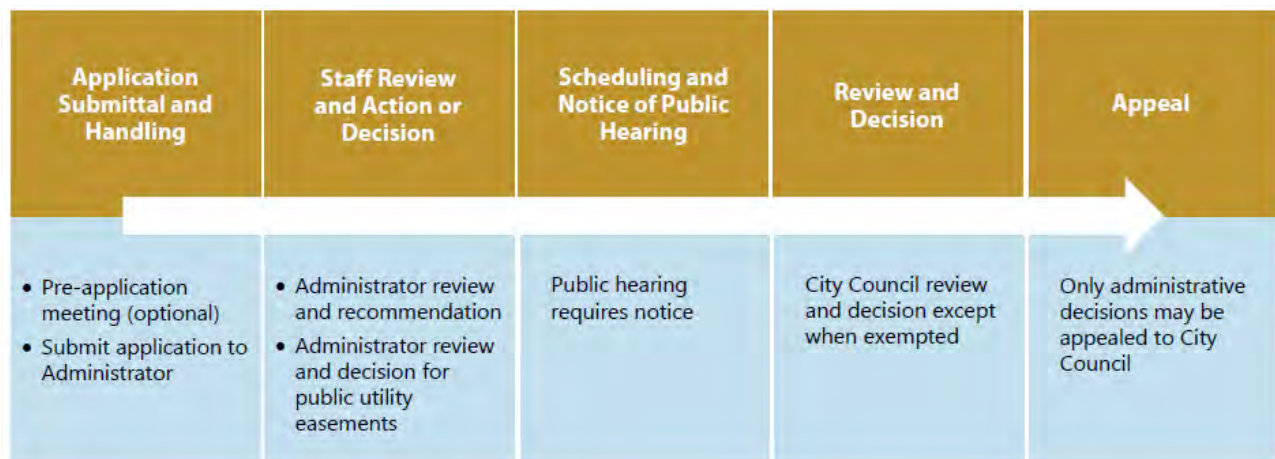 Application
Submittal and
Handling
Staff Review
and Action or
Decision
Scheduling and
Notice of Public
Hearing
Review and
Decision
Appeal
• Pre-application
meeting (optional)
• Submit application to
Administrator
• Administrator review
and recommendation
• Administrator review
and decision for
public utility
easements
Public hearing
requires notice
City Council review
and decision except
when exempted
Only administrative
decisions may be
appealed to City
Council